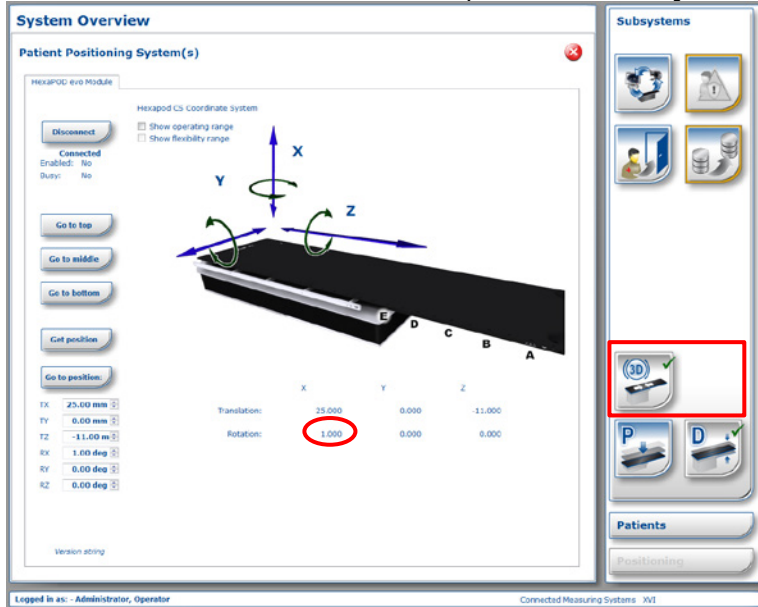 System Overview
Subsystems
Patient Positioning System(s)
HexaPOD evo Module
Hexapod CS Coordinate System
Disconnect
Show operating range
Show flexibility range
Connected
Enabled: No
Busy: No
X
Y
Z
Go to top
Go to middle
Go to bottom
E
D
C
B
A
Get position
Go to position:
X Y Z
TX 25.00 mm
Translation: 25.000 0.000 -11.000
TY 0.00 mm
TZ -11.00 m
Rotation: 1.000 0.000 0.000
RX 1.00 deg
RY 0.00 deg
RZ 0.00 deg
(3D)
P
D
Patients
Version string
Positioning
Logged in as: - Administrator, Operator
Connected Measuring Systems XVI